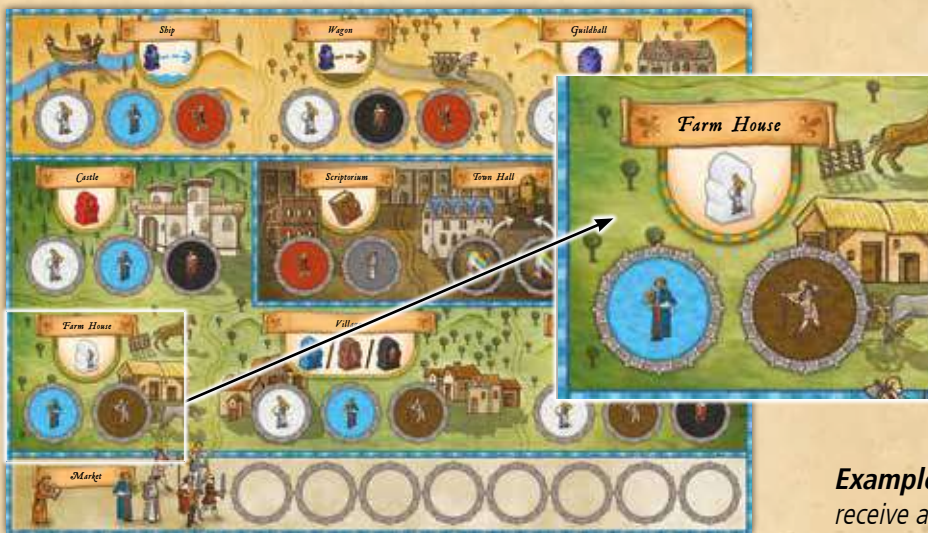 Ship
Wagon
Guildhall
Castle
Scriptorium
Town Hall
Farm House
Farm House
Market
Example
receive a